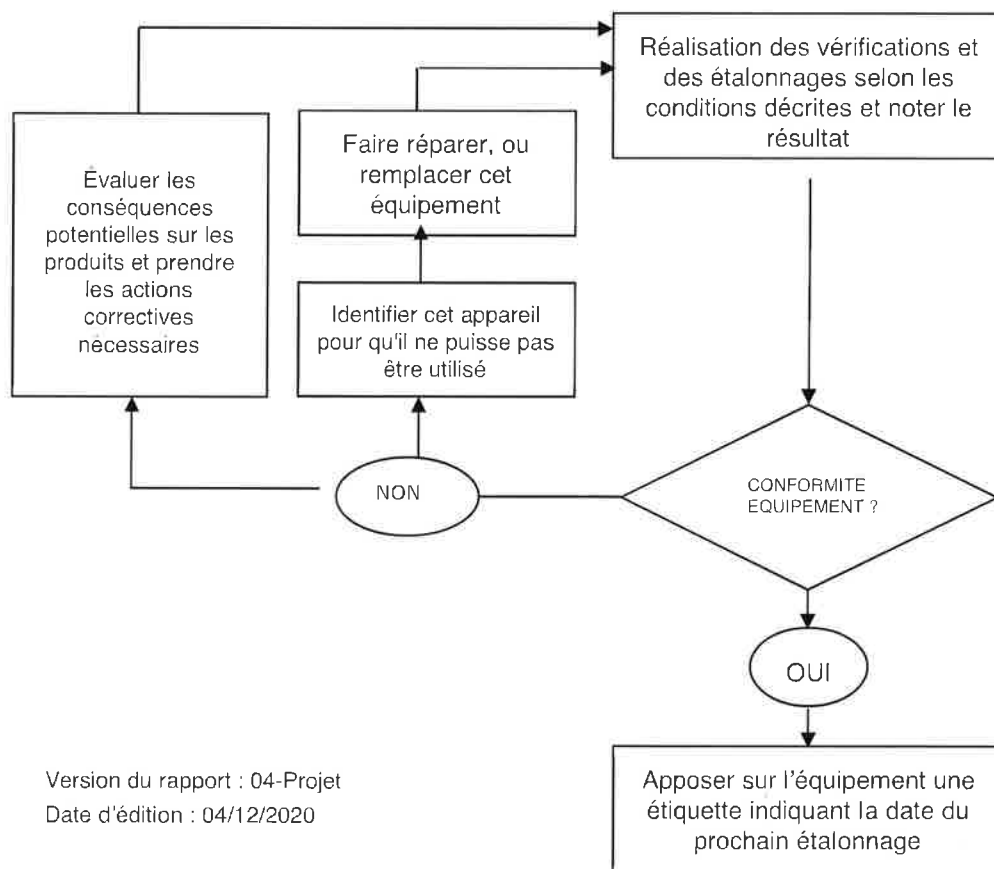 Réalisation des vérifications et
des étalonnages selon les
conditions décrites et noter le
résultat
Faire réparer, ou
remplacer cet
équipement
Évaluer les
conséquences
potentielles sur les
produits et prendre
les actions
correctives
nécessaires
Identifier cet appareil
pour qu'il ne puisse pas
être utilisé
NON
CONFORMITE
EQUIPEMENT ?
OUI
Apposer sur l'équipement une
étiquette indiquant la date du
prochain étalonnage
Version du rapport : 04-Projet
Date d'édition : 04/12/2020